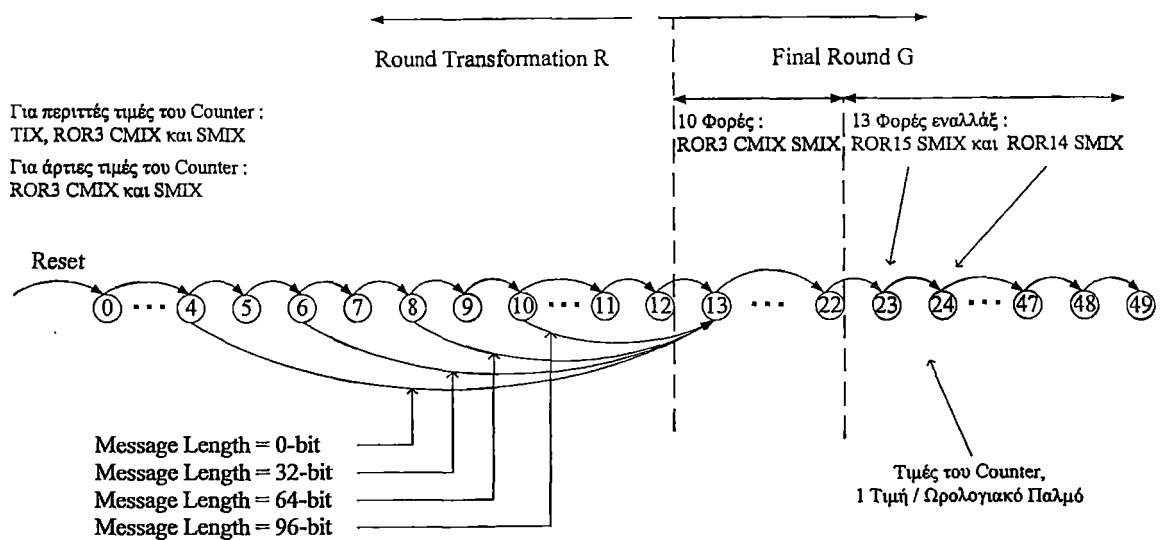 Round Transformation R
Final Round G
Για περιττές τιμές του Counter :
TIX, ROR3 CMIX και SMIX
Για άρτιες τιμές του Counter :
ROR3 CMIX και SMIX
10 Φορές :
ROR3 CMIX SMIX
13 Φορές εναλλάξ :
ROR15 SMIX και ROR14 SMIX
Reset
0 ··· 4 5 6 7 8 9 10 ··· 11 12 13 ··· 22 23 24 ··· 47 48 49
Message Length = 0-bit
Message Length = 32-bit
Message Length = 64-bit
Message Length = 96-bit
Τιμές του Counter,
1 Τιμή / Ωρολογιακό Παλμό